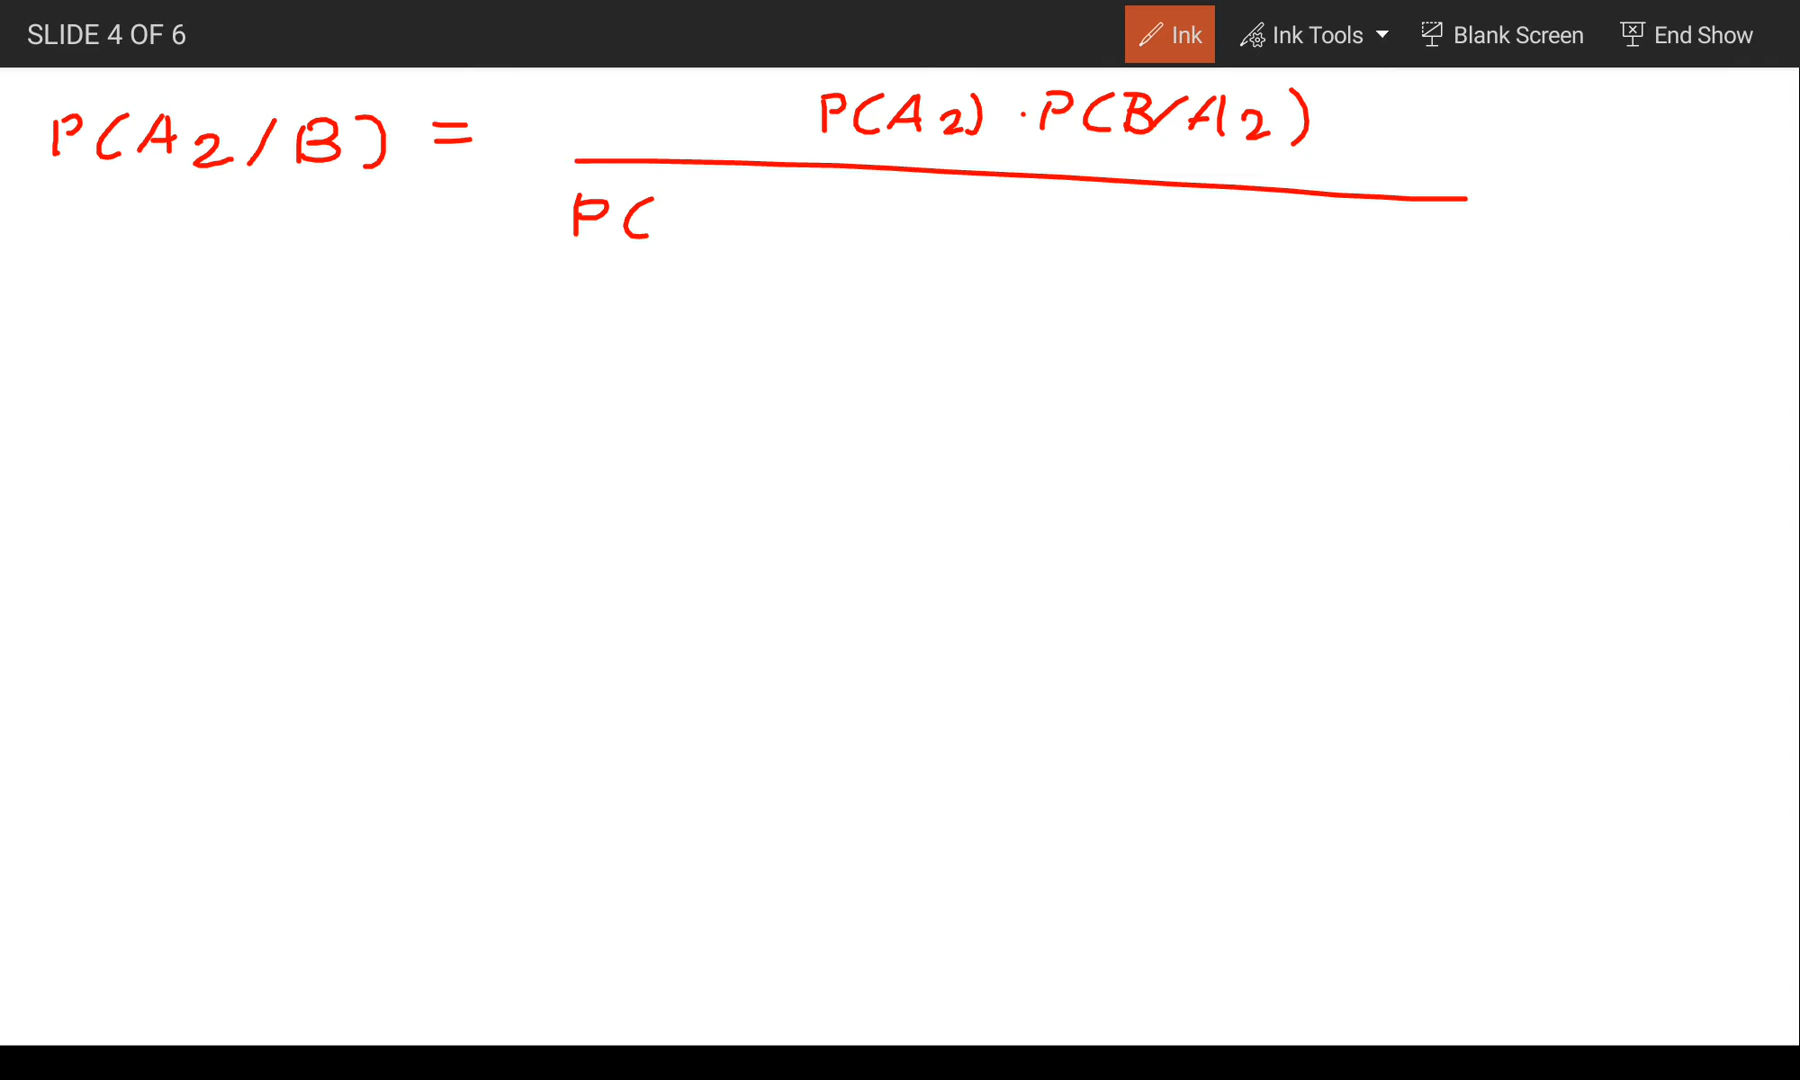 SLIDE 4 OF 6 Ink Ink Tools Blank Screen End Show
P(A2) · P(B/A2)
P(A2/B) =
P(